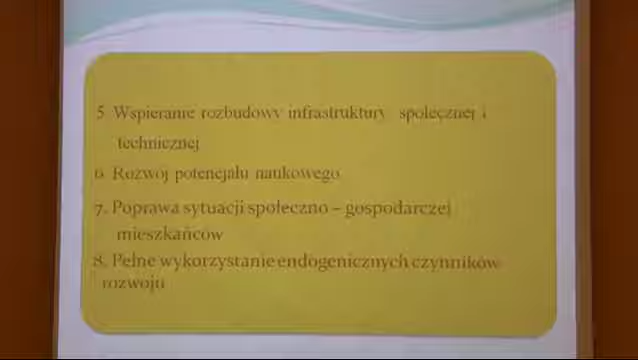 5. Wspieranie rozbudowy infrastruktury społecznej i
technicznej
6. Rozwój potencjału naukowego
7. Poprawa sytuacji społeczno – gospodarczej
mieszkańców
8. Pełne wykorzystanie endogenicznych czynników
rozwoju